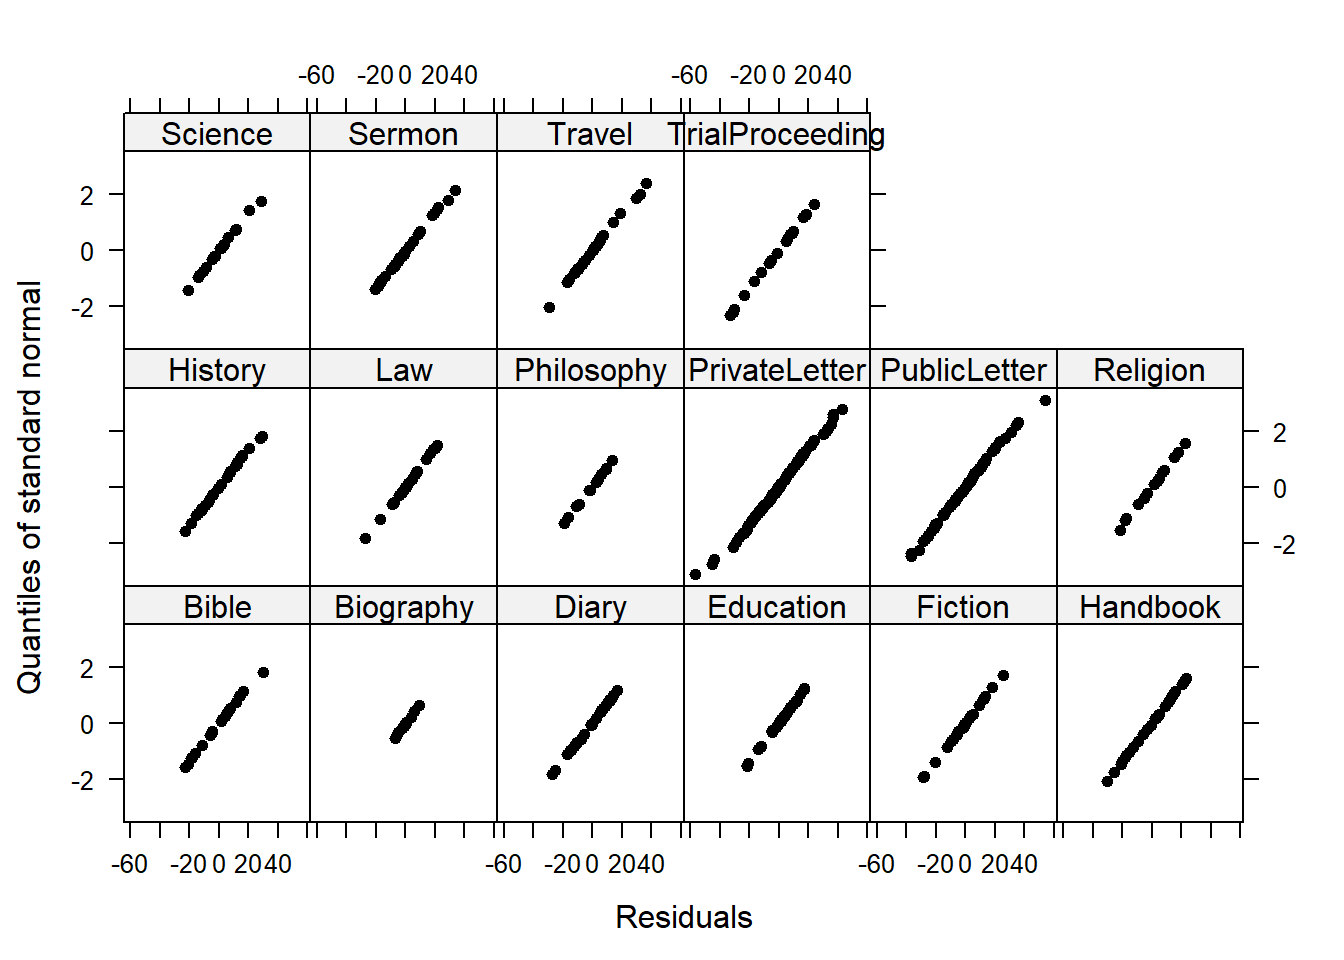 -60 -20 0 20 40 -60 -20 0 20 40
Science Sermon Travel TrialProceeding
2
0
-2
History Law Philosophy PrivateLetter PublicLetter Religion
2
0
-2
Bible Biography Diary Education Fiction Handbook
2
0
-2
-60 -20 0 20 40 -60 -20 0 20 40 -60 -20 0 20 40
Quantiles of standard normal
Residuals